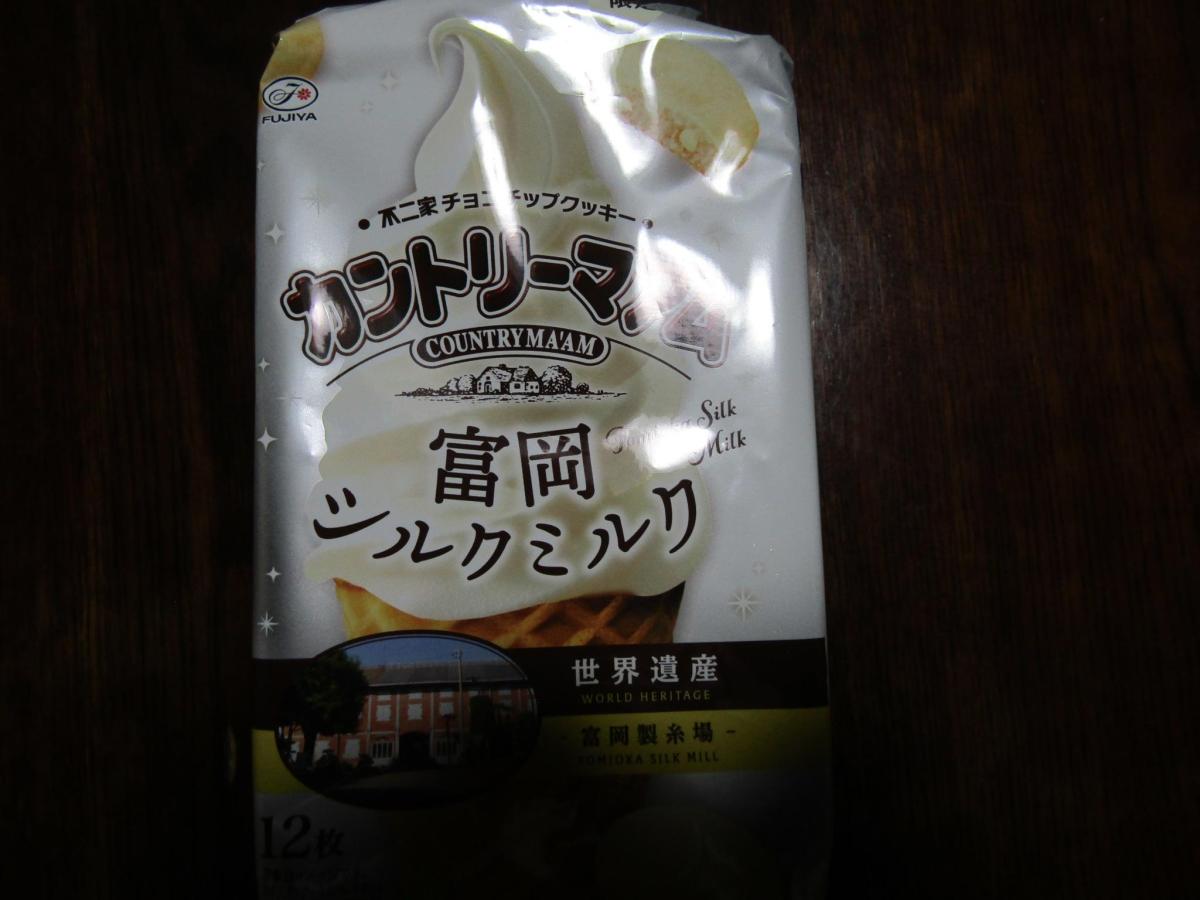 FUJIYA
不二家チョコチップクッキー
カントリーマアム
COUNTRY MA'AM
富岡
Silk
Milk
シルクミルク
世界遺産
WORLD HERITAGE
- 富岡製糸場 -
TOMIOKA SILK MILL
12枚